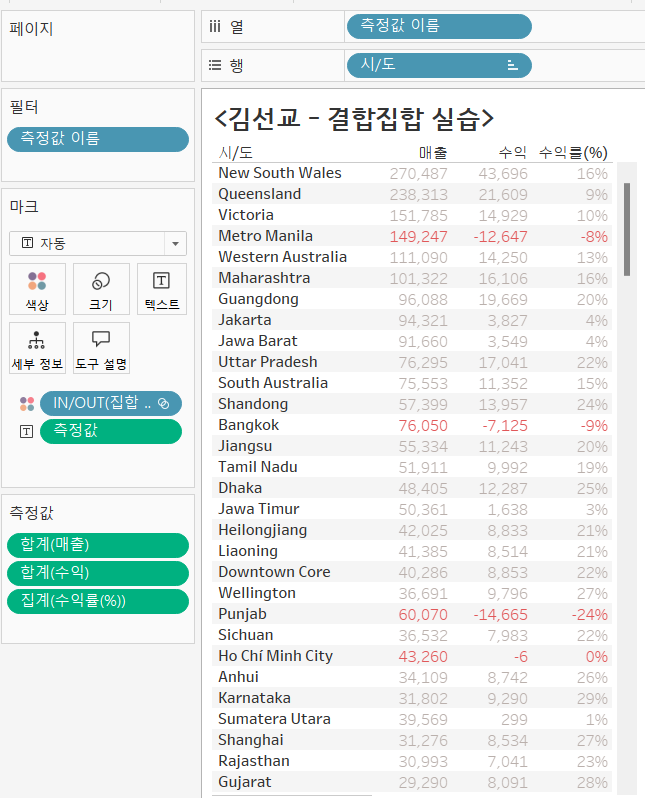 페이지
열
측정값 이름
행
시/도
필터
측정값 이름
마크
자동
색상
크기
텍스트
세부 정보
도구 설명
IN/OUT(집합 ..
측정값
측정값
합계(매출)
합계(수익)
집계(수익률(%))
<김선교 - 결합집합 실습>
시/도 매출 수익 수익률(%)
New South Wales 270,487 43,696 16%
Queensland 238,313 21,609 9%
Victoria 151,785 14,929 10%
Metro Manila 149,247 -12,647 -8%
Western Australia 111,090 14,250 13%
Maharashtra 101,322 16,106 16%
Guangdong 96,088 19,669 20%
Jakarta 94,321 3,827 4%
Jawa Barat 91,660 3,549 4%
Uttar Pradesh 76,295 17,041 22%
South Australia 75,553 11,352 15%
Shandong 57,399 13,957 24%
Bangkok 76,050 -7,125 -9%
Jiangsu 55,334 11,243 20%
Tamil Nadu 51,911 9,992 19%
Dhaka 48,405 12,287 25%
Jawa Timur 50,361 1,638 3%
Heilongjiang 42,025 8,833 21%
Liaoning 41,385 8,514 21%
Downtown Core 40,286 8,853 22%
Wellington 36,691 9,796 27%
Punjab 60,070 -14,665 -24%
Sichuan 36,532 7,983 22%
Ho Chí Minh City 43,260 -6 0%
Anhui 34,109 8,742 26%
Karnataka 31,802 9,290 29%
Sumatera Utara 39,569 299 1%
Shanghai 31,276 8,534 27%
Rajasthan 30,993 7,041 23%
Gujarat 29,290 8,091 28%